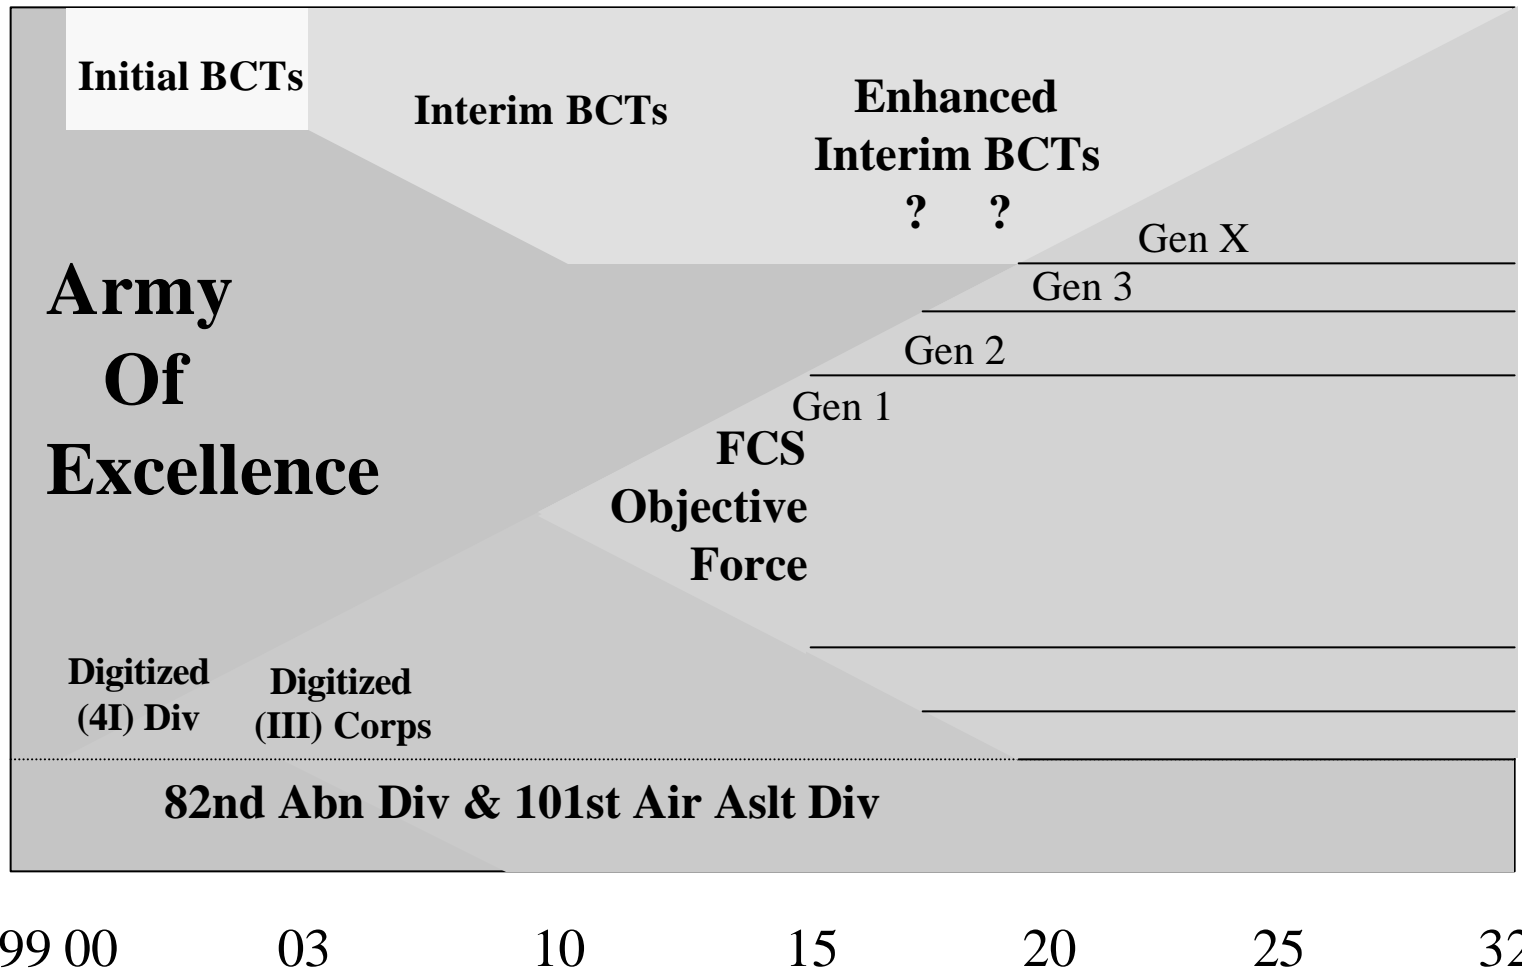 Initial BCTs
Interim BCTs
Enhanced
Interim BCTs
? ?
Gen X
Gen 3
Gen 2
Gen 1
Army
Of
Excellence
FCS
Objective
Force
Digitized
(4I) Div
Digitized
(III) Corps
82nd Abn Div & 101st Air Aslt Div
99 00 03 10 15 20 25 32